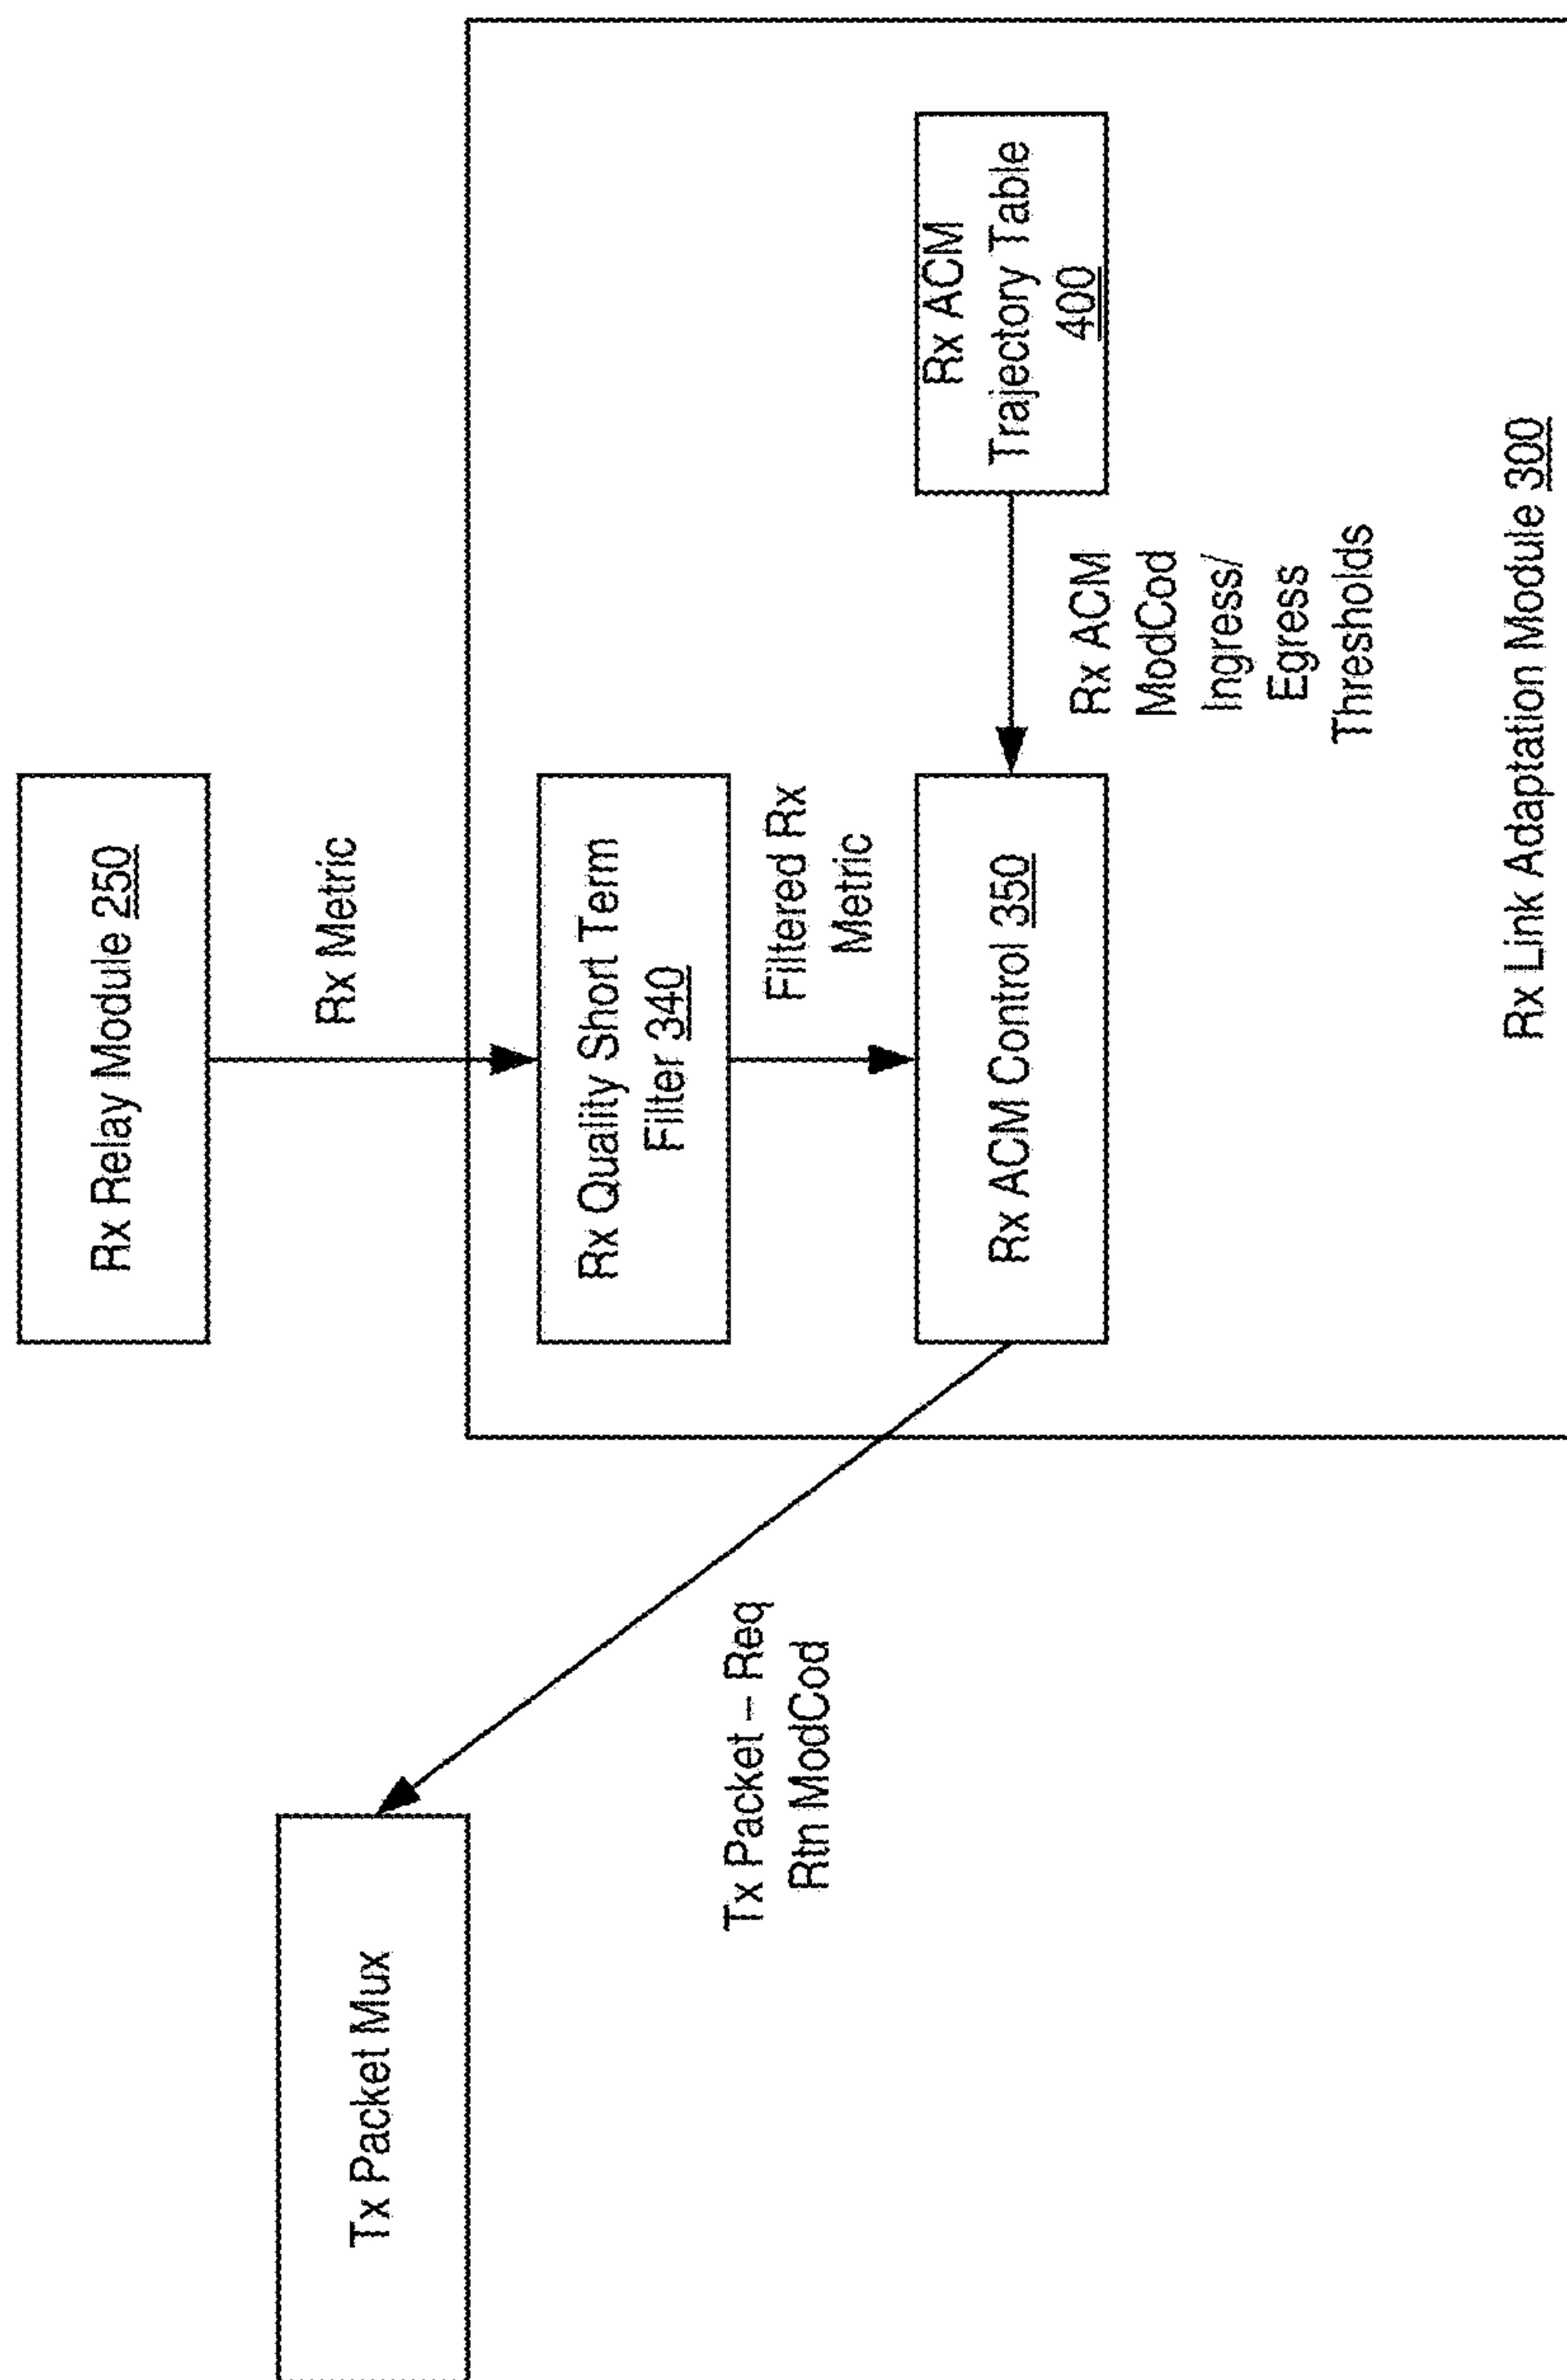 Rx Relay Module 250
Rx Metric
Tx Packet Mux
Rx Quality Short Term
Filter 340
Filtered Rx
Metric
Tx Packet – Req
Rtn ModCod
Rx ACM Control 350
Rx ACM
Trajectory Table
400
Rx ACM
ModCod
Ingress/
Egress
Thresholds
Rx Link Adaptation Module 300